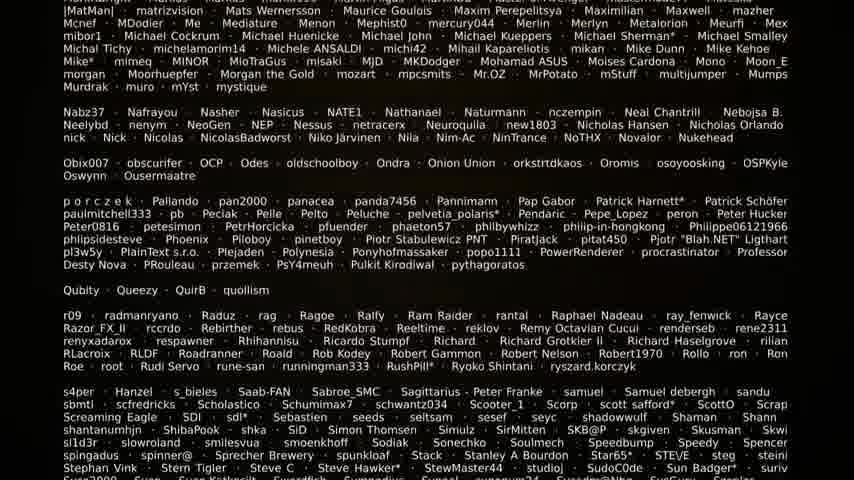 [MatMan] · matrizvision · Mats Wernersson · Maurice Goulois · Maxim Perepelitsya · Maximilian · Maxwell · mazher
Mcnef · MDodier · Me · Mediature · Menon · Mephist0 · mercury044 · Merlin · Merlyn · Metalorion · Meurfi · Mex
mibor1 · Michael Cockrum · Michael Huenicke · Michael John · Michael Kueppers · Michael Sherman* · Michael Smalley
Michal Tichy · michelamorim14 · Michele ANSALDI · michi42 · Mihail Kapareliotis · mikan · Mike Dunn · Mike Kehoe
Mike* · mimeq · MINOR · MioTraGus · misaki · MJD · MKDodger · Mohamad ASUS · Moises Cardona · Mono · Moon_E
morgan · Moorhuepfer · Morgan the Gold · mozart · mpcsmits · Mr.OZ · MrPotato · mStuff · multijumper · Mumps
Murdrak · muro · mYst · mystique
Nabz37 · Nafrayou · Nasher · Nasicus · NATE1 · Nathanael · Naturmann · nczempin · Neal Chantrill · Nebojsa B.
Neelybd · nenym · NeoGen · NEP · Nessus · netracerx · Neuroquila · new1803 · Nicholas Hansen · Nicholas Orlando
nick · Nick · Nicolas · NicolasBadworst · Niko Järvinen · Nila · Nim-Ac · NinTrance · NoTHX · Novalor · Nukehead
Obix007 · obscurifer · OCP · Odes · oldschoolboy · Ondra · Onion Union · orkstrtdkaos · Oromis · osoyoosking · OSPKyle
Oswynn · Ousermaatre
p o r c z e k · Pallando · pan2000 · panacea · panda7456 · Pannimann · Pap Gabor · Patrick Harnett* · Patrick Schöfer
paulmitchell333 · pb · Peciak · Pelle · Pelto · Peluche · pelvetia_polaris* · Pendaric · Pepe_Lopez · peron · Peter Hucker
Peter0816 · petesimon · PetrHorcicka · pfuender · phaeton57 · philbywhizz · philip-in-hongkong · Philippe06121966
phlipsidesteve · Phoenix · Piloboy · pinetboy · Piotr Stabulewicz PNT · PiratJack · pitat450 · Pjotr "Blah.NET" Ligthart
pl3w5y · PlainText s.r.o. · Plejaden · Polynesia · Ponyhofmassaker · popo1111 · PowerRenderer · procrastinator · Professor
Desty Nova · PRouleau · przemek · PsY4meuh · Pulkit Kirodiwal · pythagoratos
Qubity · Queezy · QuirB · quollism
r09 · radmanryano · Raduz · rag · Ragoe · Ralfy · Ram Raider · rantal · Raphael Nadeau · ray_fenwick · Rayce
Razor_FX_II · rccrdo · Rebirther · rebus · RedKobra · Reeltime · reklov · Remy Octavian Cucui · renderseb · rene2311
renyxadarox · respawner · Rhihannisu · Ricardo Stumpf · Richard · Richard Grotkier II · Richard Haselgrove · rilian
RLacroix · RLDF · Roadranner · Roald · Rob Kodey · Robert Gammon · Robert Nelson · Robert1970 · Rollo · ron · Ron
Roe · root · Rudi Servo · rune-san · runningman333 · RushPill* · Ryoko Shintani · ryszard.korczyk
s4per · Hanzel · s_bieles · Saab-FAN · Sabroe_SMC · Sagittarius - Peter Franke · samuel · Samuel debergh · sandu
sbmtl · scfredricks · Scholastico · Schumimax7 · schwantz034 · Scooter_1 · Scorp · scott safford* · ScottO · Scrap
Screaming Eagle · SDI · sdl* · Sebastien · seeds · seitsam · sesef · seyc · shadowwulf · Shaman · Shann
shantanumhjn · ShibaPook · shka · SiD · Simon Thomsen · Simulz · SirMitten · SKB@P · skgiven · Skusman · Skwi
sl1d3r · slowroland · smilesvua · smoenkhoff · Sodiak · Sonechko · Soulmech · Speedbump · Speedy · Spencer
spingadus · spinner@ · Sprecher Brewery · spunkloaf · Stack · Stanley A Bourdon · Star65* · STE\/E · steg · steini
Stephan Vink · Stern Tigler · Steve C · Steve Hawker* · StewMaster44 · studioj · SudoC0de · Sun Badger* · suriv